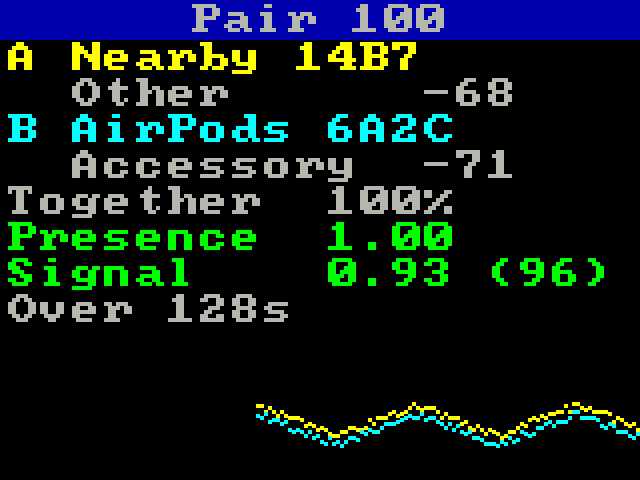 Pair 100
A Nearby 14B7
Other -68
B AirPods 6A2C
Accessory -71
Together 100%
Presence 1.00
Signal 0.93 (96)
Over 128s